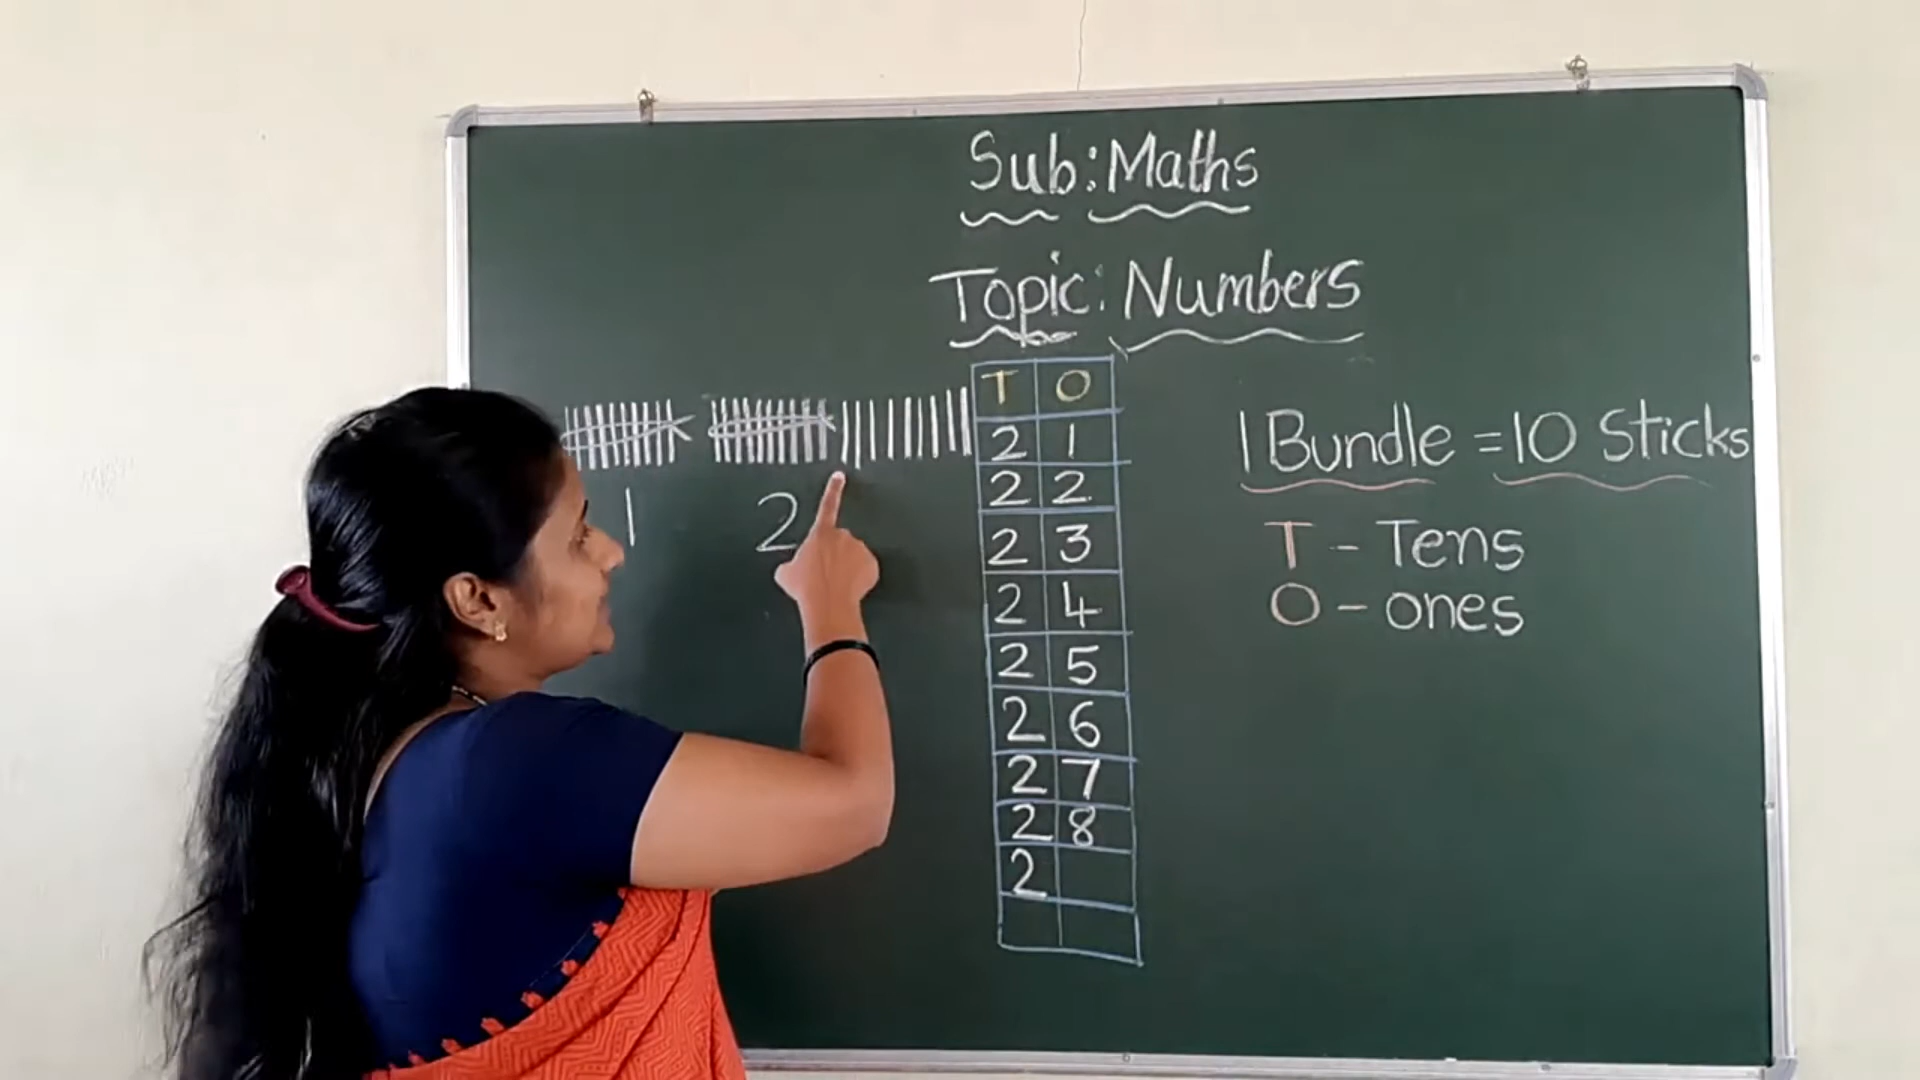 Sub: Maths
Topic: Numbers
T O
2 1
2 2
2 3
2 4
2 5
2 6
2 7
2 8
2
1 2
1 Bundle = 10 Sticks
T - Tens
O - ones